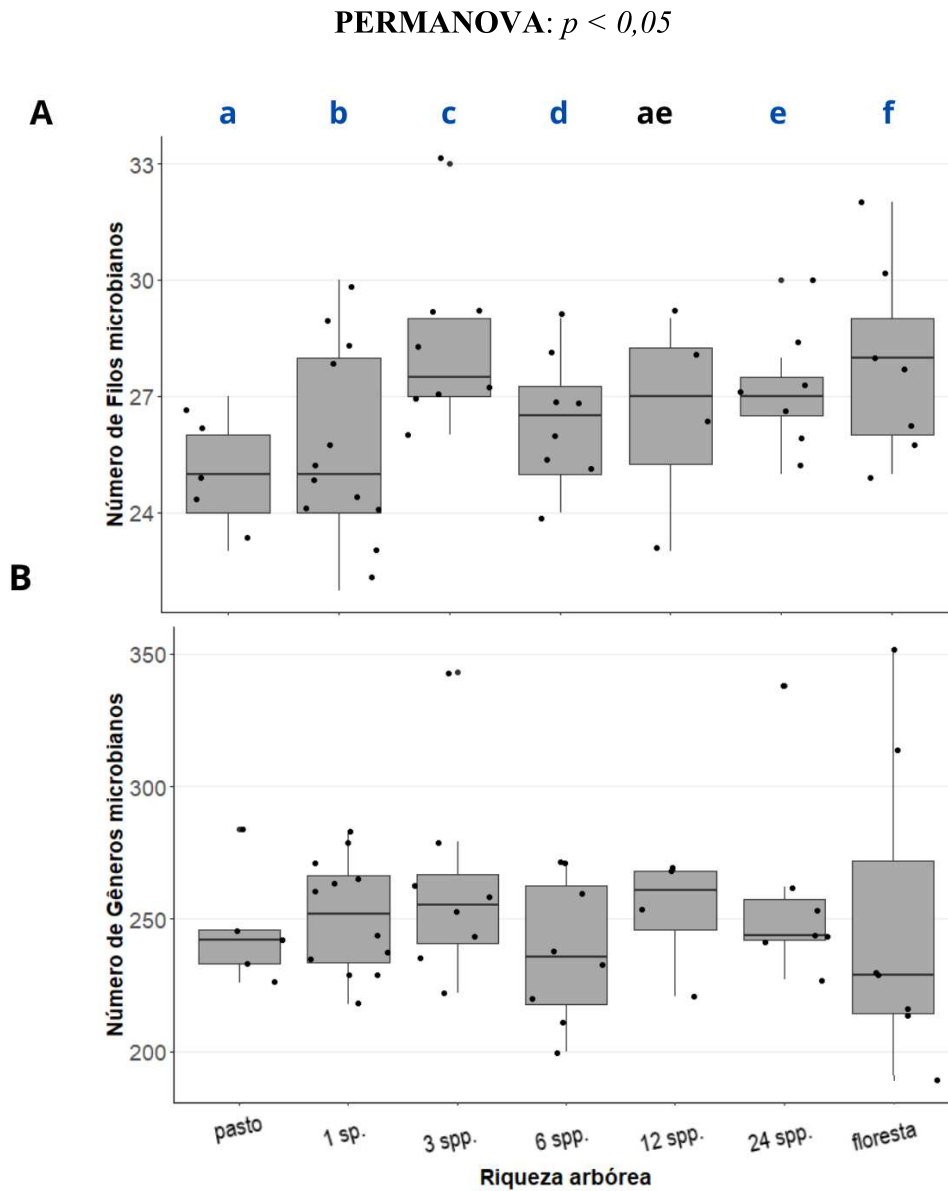 PERMANOVA: p < 0,05
A a b c d ae e f
Número de Filos microbianos
33
30
27
24
B
Número de Gêneros microbianos
350
300
250
200
pasto 1 sp. 3 spp. 6 spp. 12 spp. 24 spp. floresta
Riqueza arbórea